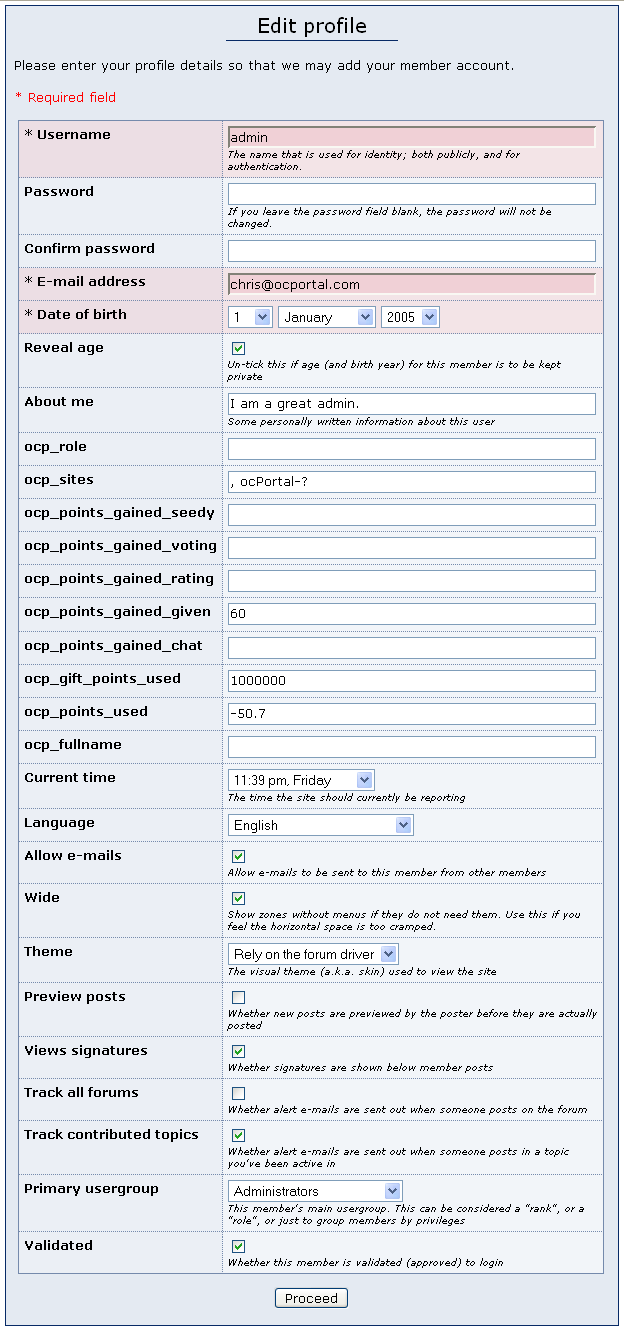 Edit profile
Please enter your profile details so that we may add your member account.
* Required field
* Username
admin
The name that is used for identity; both publicly, and for
authentication.
Password
If you leave the password field blank, the password will not be
changed.
Confirm password
* E-mail address
chris@ocportal.com
* Date of birth
1 January 2005
Reveal age
Un-tick this if age (and birth year) for this member is to be kept
private
About me
I am a great admin.
Some personally written information about this user
ocp_role
ocp_sites
, ocPortal-?
ocp_points_gained_seedy
ocp_points_gained_voting
ocp_points_gained_rating
ocp_points_gained_given
60
ocp_points_gained_chat
ocp_gift_points_used
1000000
ocp_points_used
-50.7
ocp_fullname
Current time
11:39 pm, Friday
The time the site should currently be reporting
Language
English
Allow e-mails
Allow e-mails to be sent to this member from other members
Wide
Show zones without menus if they do not need them. Use this if you
feel the horizontal space is too cramped.
Theme
Rely on the forum driver
The visual theme (a.k.a. skin) used to view the site
Preview posts
Whether new posts are previewed by the poster before they are actually
posted
Views signatures
Whether signatures are shown below member posts
Track all forums
Whether alert e-mails are sent out when someone posts on the forum
Track contributed topics
Whether alert e-mails are sent out when someone posts in a topic
you've been active in
Primary usergroup
Administrators
This member's main usergroup. This can be considered a "rank", or a
"role", or just to group members by privileges
Validated
Whether this member is validated (approved) to login
Proceed